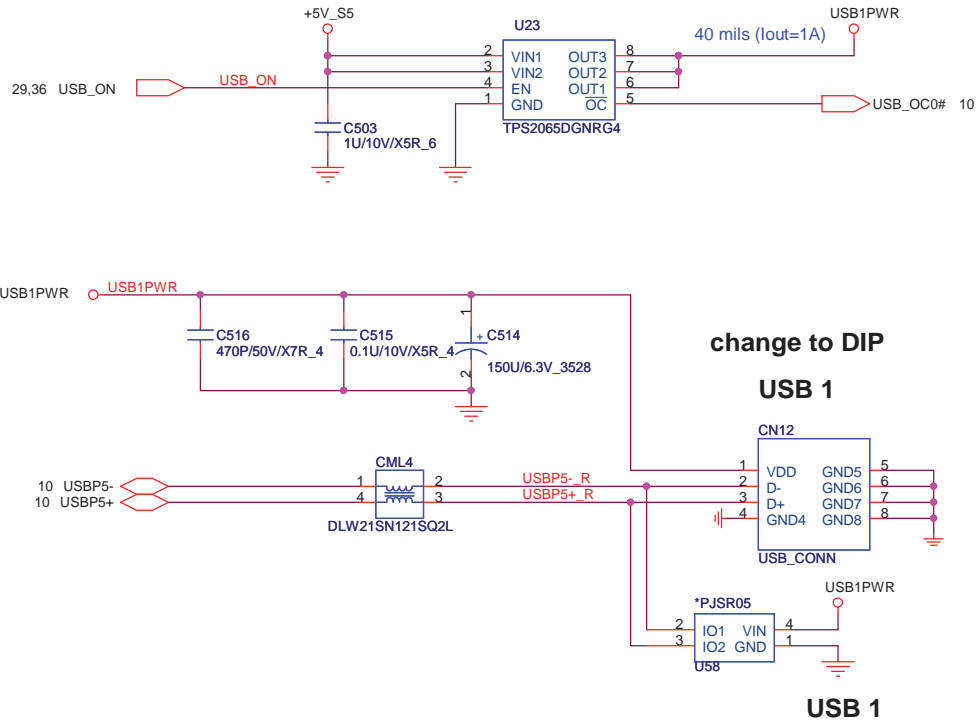 +5V_S5
U23
USB1PWR
40 mils (Iout=1A)
2 VIN1 OUT3 8
3 VIN2 OUT2 7
29,36 USB_ON USB_ON 4 EN OUT1 6
1 GND OC 5 USB_OC0# 10
TPS2065DGNRG4
C503
1U/10V/X5R_6
USB1PWR USB1PWR
C516
470P/50V/X7R_4
C515
0.1U/10V/X5R_4
1
+ C514
2
150U/6.3V_3528
change to DIP
USB 1
CN12
CML4
1 VDD GND5 5
10 USBP5- 1 2 USBP5-_R 2 D- GND6 6
10 USBP5+ 4 3 USBP5+_R 3 D+ GND7 7
4 GND4 GND8 8
DLW21SN121SQ2L
USB_CONN
USB1PWR
*PJSR05
2 IO1 VIN 4
3 IO2 GND 1
U58
USB 1